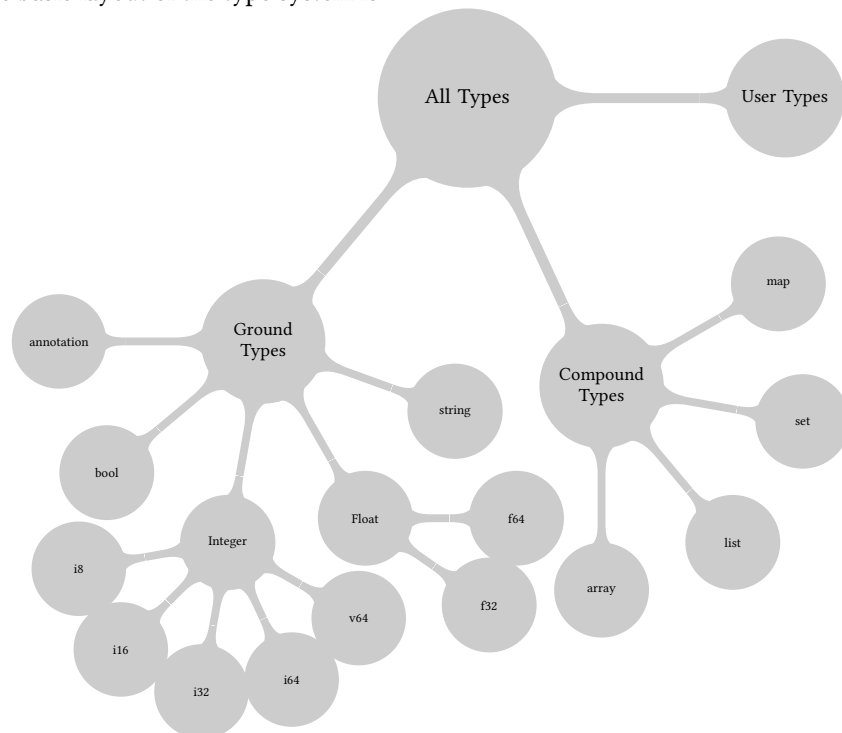 All Types
User Types
map
Ground
Types
annotation
Compound
Types
string
set
bool
Float
f64
Integer
list
i8
array
f32
v64
i16
i64
i32